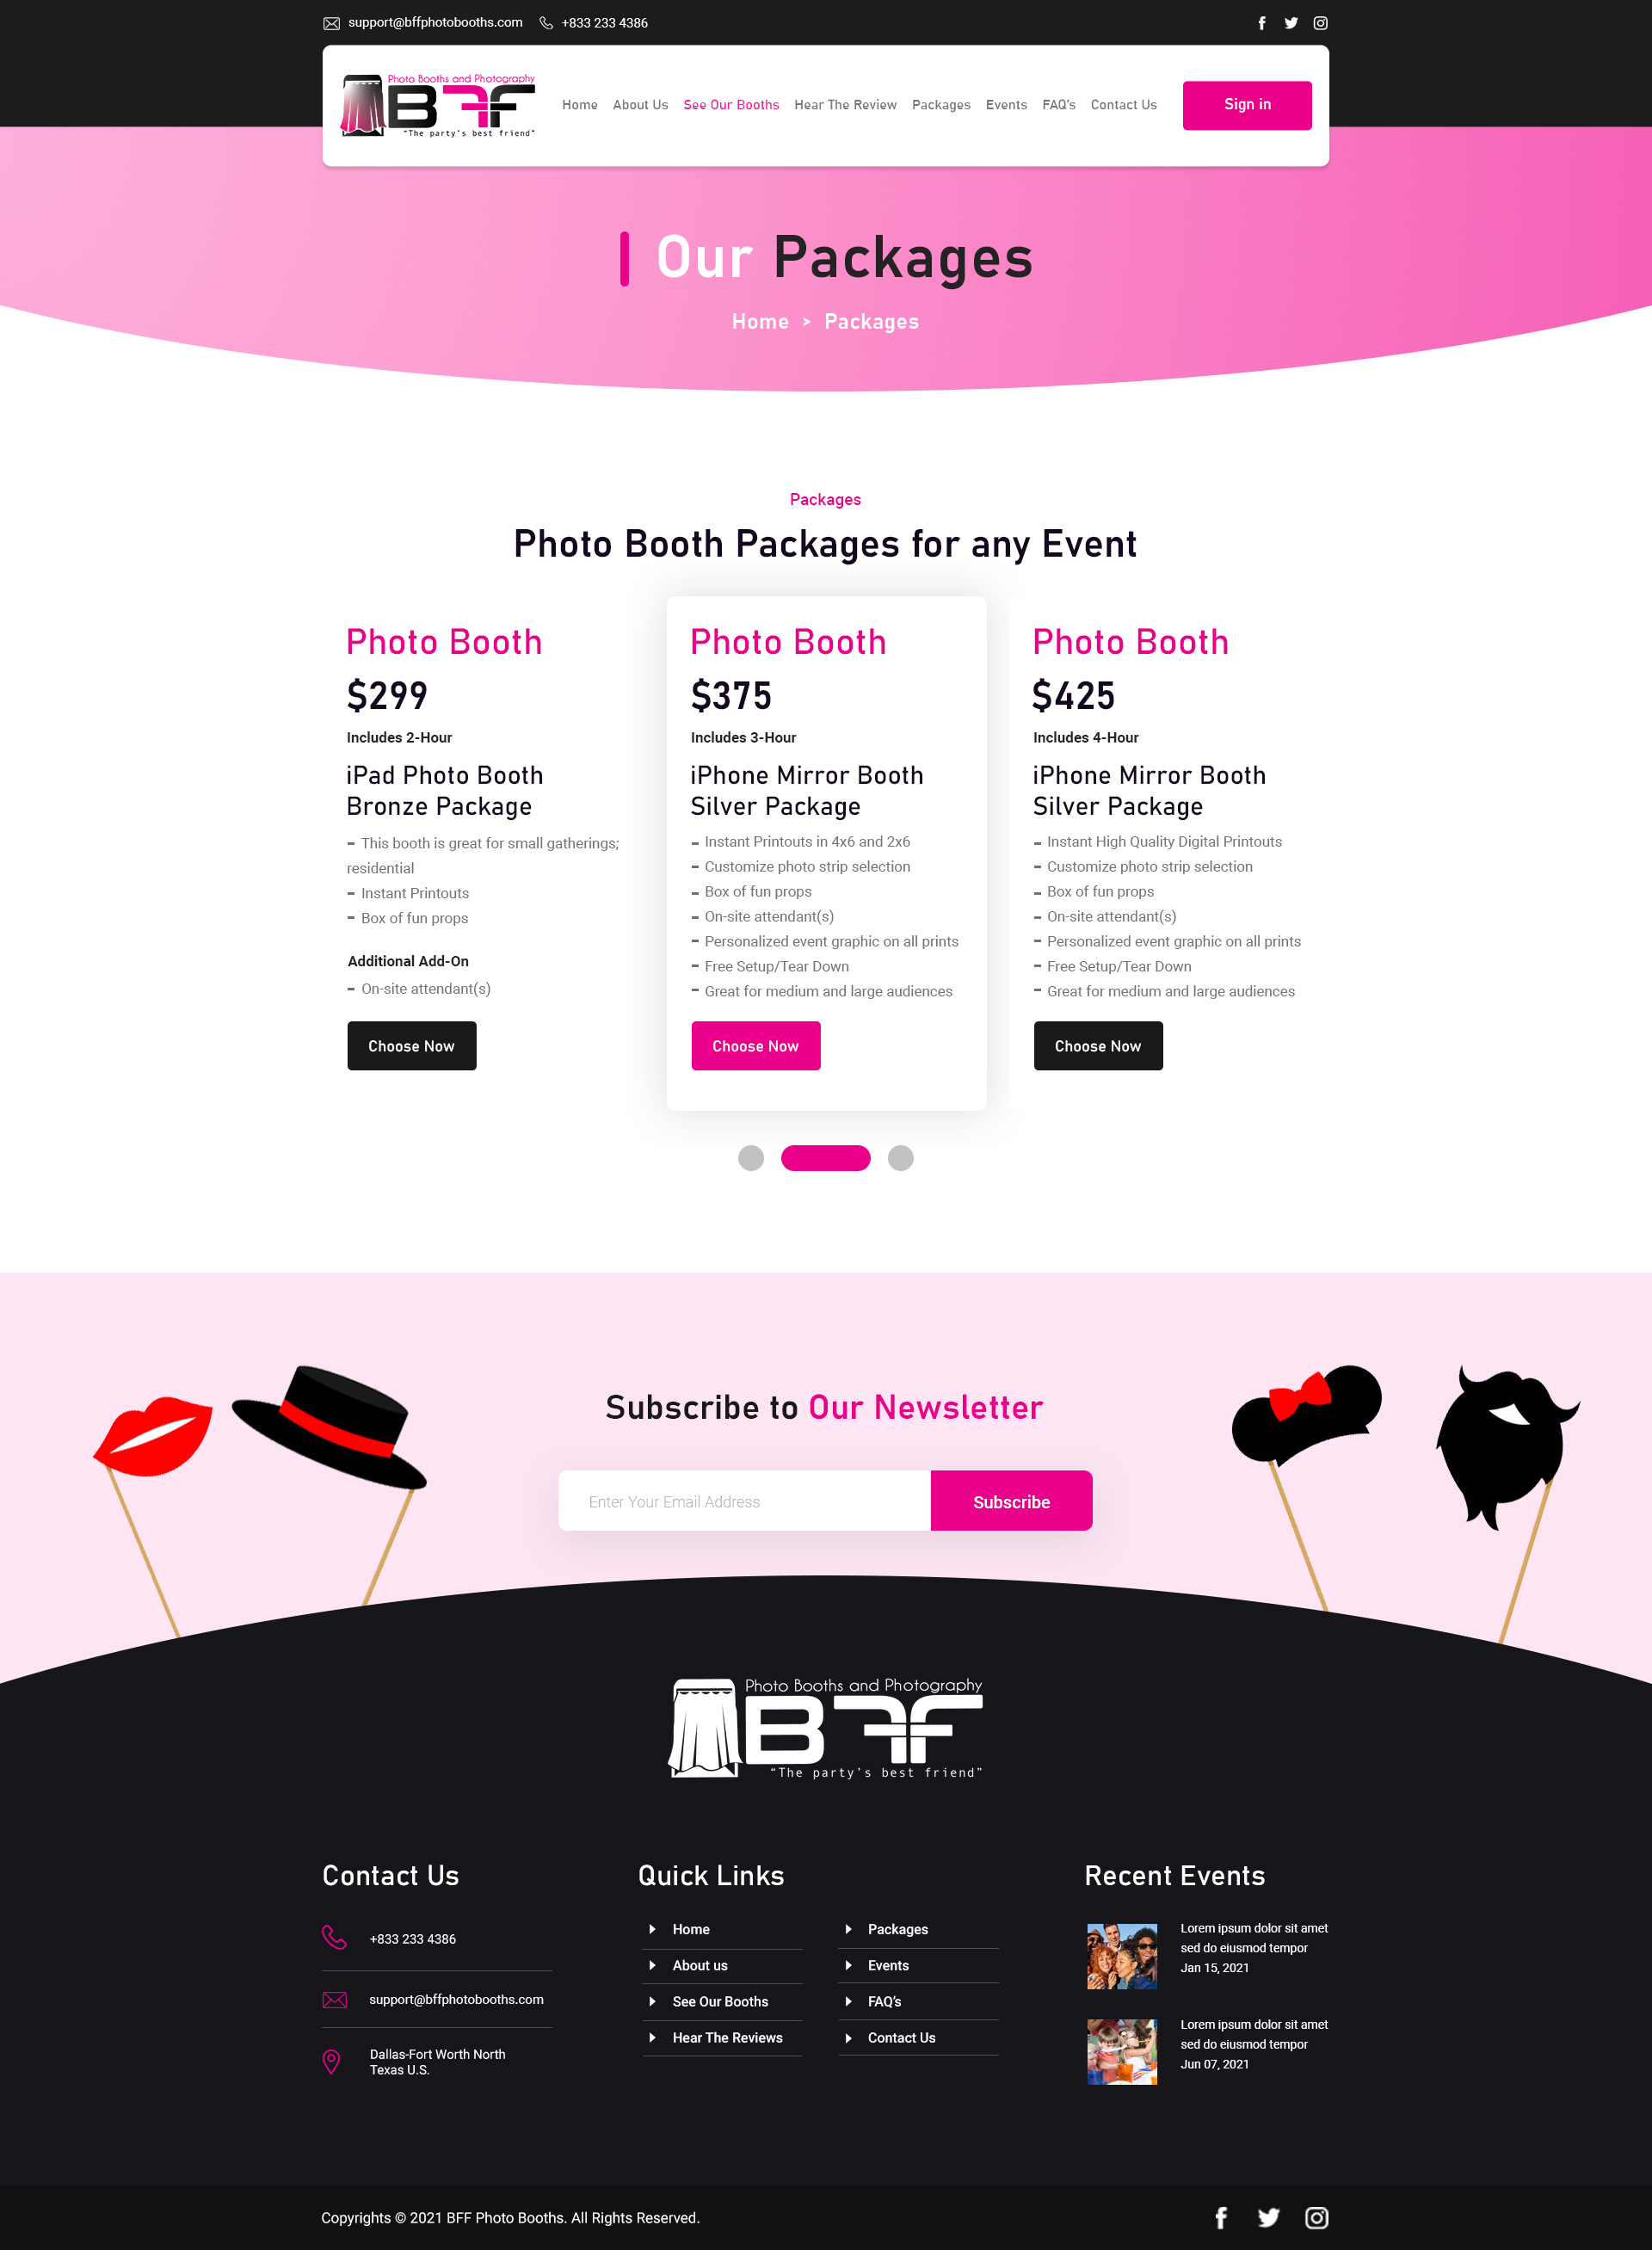 support@bffphotobooths.com +833 233 4386
Photo Booths and Photography
BFF
"The party's best friend"
Home About Us See Our Booths Hear The Review Packages Events FAQ's Contact Us Sign in
Our Packages
Home > Packages
Packages
Photo Booth Packages for any Event
Photo Booth
$299
Includes 2-Hour
iPad Photo Booth
Bronze Package
- This booth is great for small gatherings;
residential
- Instant Printouts
- Box of fun props
Additional Add-On
- On-site attendant(s)
Choose Now
Photo Booth
$375
Includes 3-Hour
iPhone Mirror Booth
Silver Package
- Instant Printouts in 4x6 and 2x6
- Customize photo strip selection
- Box of fun props
- On-site attendant(s)
- Personalized event graphic on all prints
- Free Setup/Tear Down
- Great for medium and large audiences
Choose Now
Photo Booth
$425
Includes 4-Hour
iPhone Mirror Booth
Silver Package
- Instant High Quality Digital Printouts
- Customize photo strip selection
- Box of fun props
- On-site attendant(s)
- Personalized event graphic on all prints
- Free Setup/Tear Down
- Great for medium and large audiences
Choose Now
Subscribe to Our Newsletter
Enter Your Email Address Subscribe
Photo Booths and Photography
BFF
"The party's best friend"
Contact Us
+833 233 4386
support@bffphotobooths.com
Dallas-Fort Worth North
Texas U.S.
Quick Links
Home
About us
See Our Booths
Hear The Reviews
Packages
Events
FAQ's
Contact Us
Recent Events
Lorem ipsum dolor sit amet
sed do eiusmod tempor
Jan 15, 2021
Lorem ipsum dolor sit amet
sed do eiusmod tempor
Jun 07, 2021
Copyrights © 2021 BFF Photo Booths. All Rights Reserved.